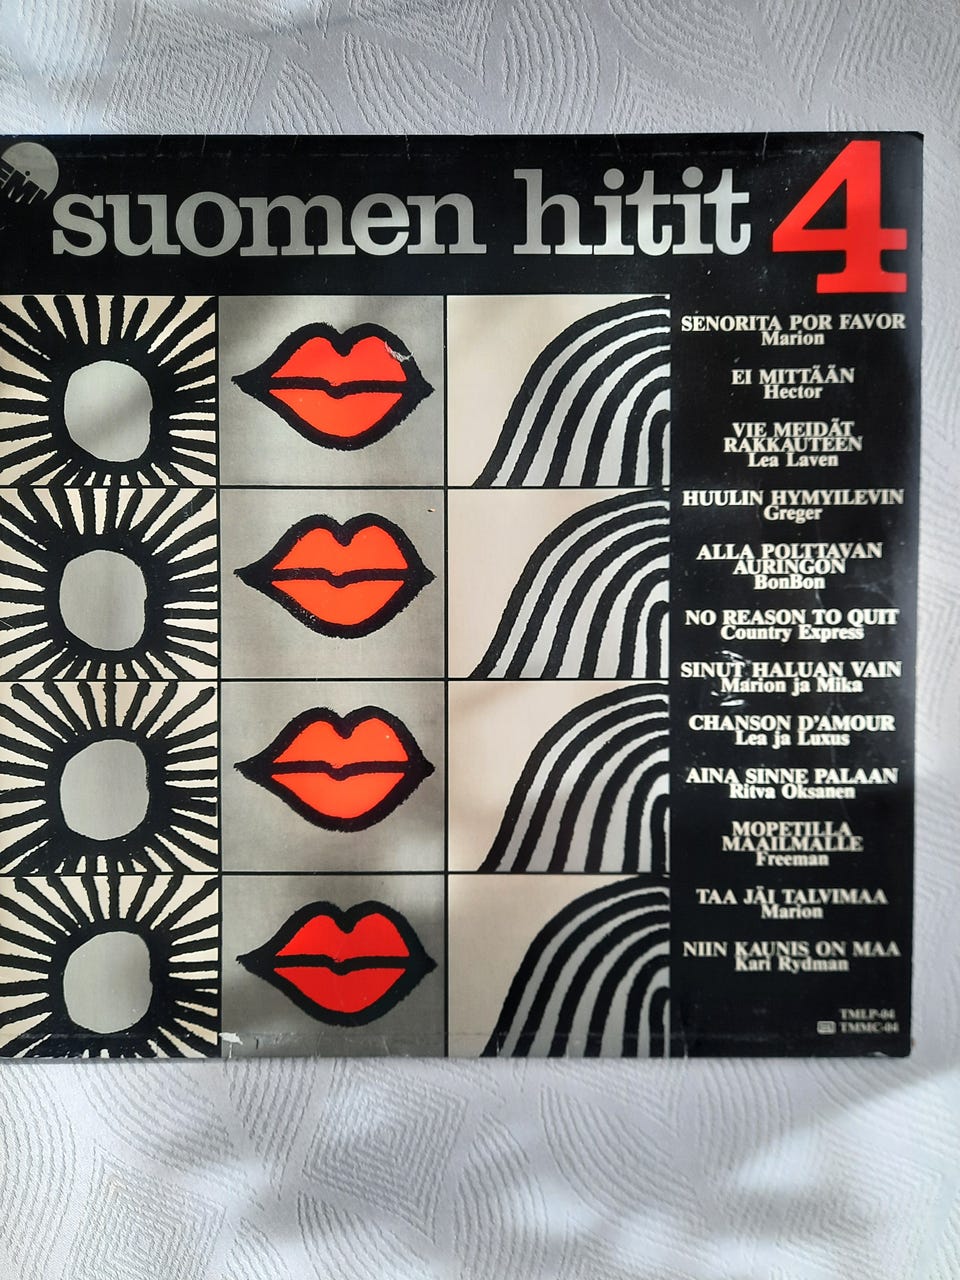 EMI
suomen hitit 4
SENORITA POR FAVOR
Marion
EI MITTÄÄN
Hector
VIE MEIDÄT
RAKKAUTEEN
Lea Laven
HUULIN HYMYILEVIN
Greger
ALLA POLTTAVAN
AURINGON
BonBon
NO REASON TO QUIT
Country Express
SINUT HALUAN VAIN
Marion ja Mika
CHANSON D'AMOUR
Lea ja Luxus
AINA SINNE PALAAN
Ritva Oksanen
MOPETILLA
MAAILMALLE
Freeman
TAA JÄI TALVIMAA
Marion
NIIN KAUNIS ON MAA
Kari Rydman
TMLP-04
TMMC-04